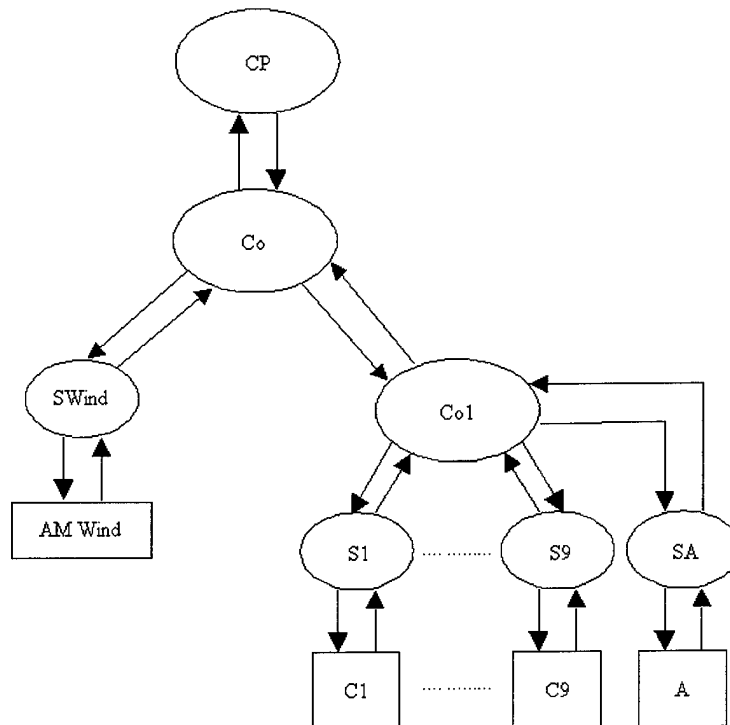 CP
Co
SWind
Co1
AM Wind
S1 ........... S9 SA
C1 ........... C9 A